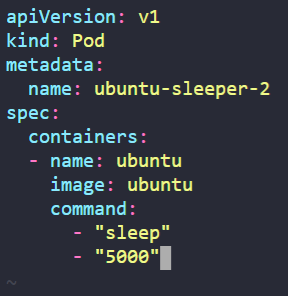 apiVersion: v1
kind: Pod
metadata:
  name: ubuntu-sleeper-2
spec:
  containers:
  - name: ubuntu
    image: ubuntu
    command:
      - "sleep"
      - "5000"
~